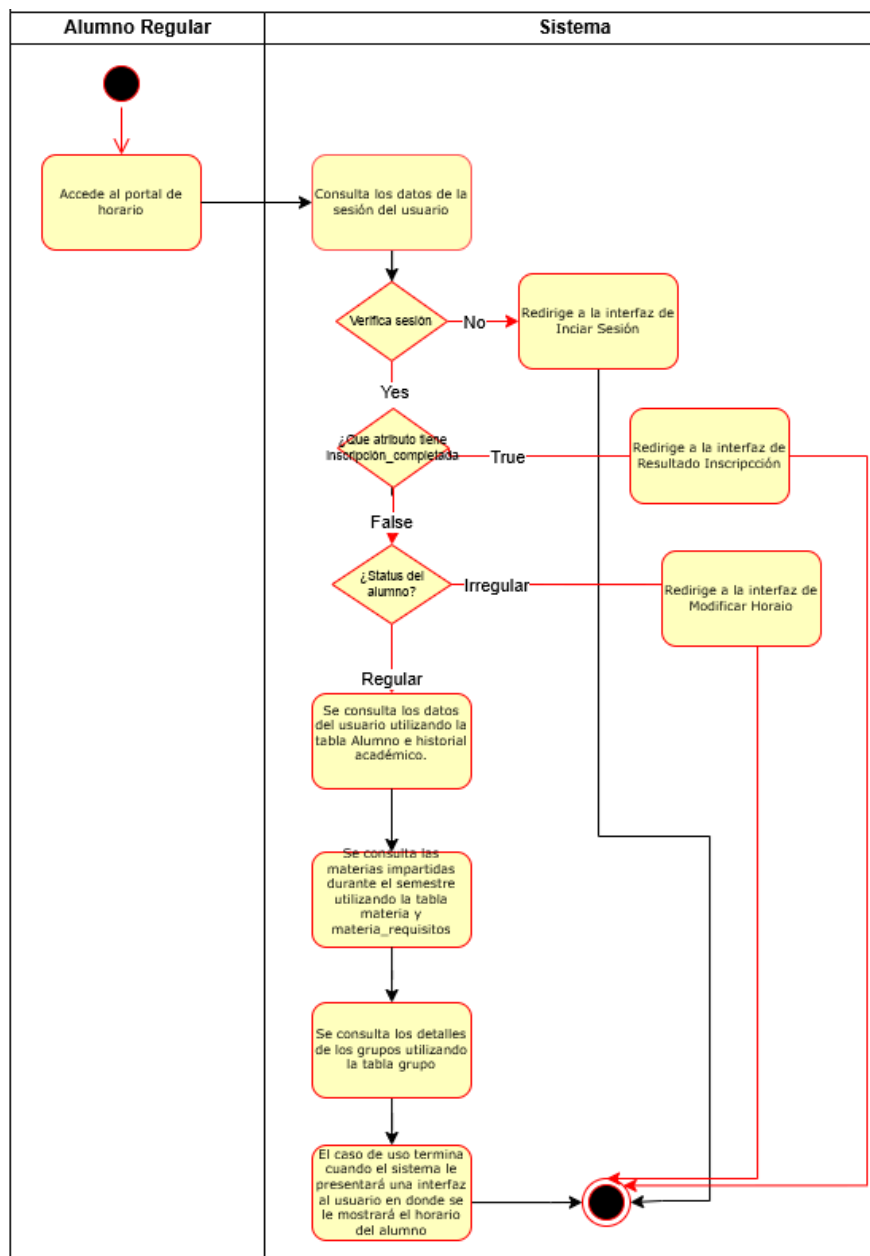 Alumno Regular
Sistema
Accede al portal de
horario
Consulta los datos de la
sesión del usuario
Verifica sesión
No
Redirige a la interfaz de
Inciar Sesión
Yes
¿Que atributo tiene
inscripción_completada
True
Redirige a la interfaz de
Resultado Inscripcción
False
¿Status del
alumno?
Irregular
Redirige a la interfaz de
Modificar Horaio
Regular
Se consulta los datos
del usuario utilizando la
tabla Alumno e historial
académico.
Se consulta las
materias impartidas
durante el semestre
utilizando la tabla
materia y
materia_requisitos
Se consulta los detalles
de los grupos utilizando
la tabla grupo
El caso de uso termina
cuando el sistema le
presentará una interfaz
al usuario en donde se
le mostrará el horario
del alumno